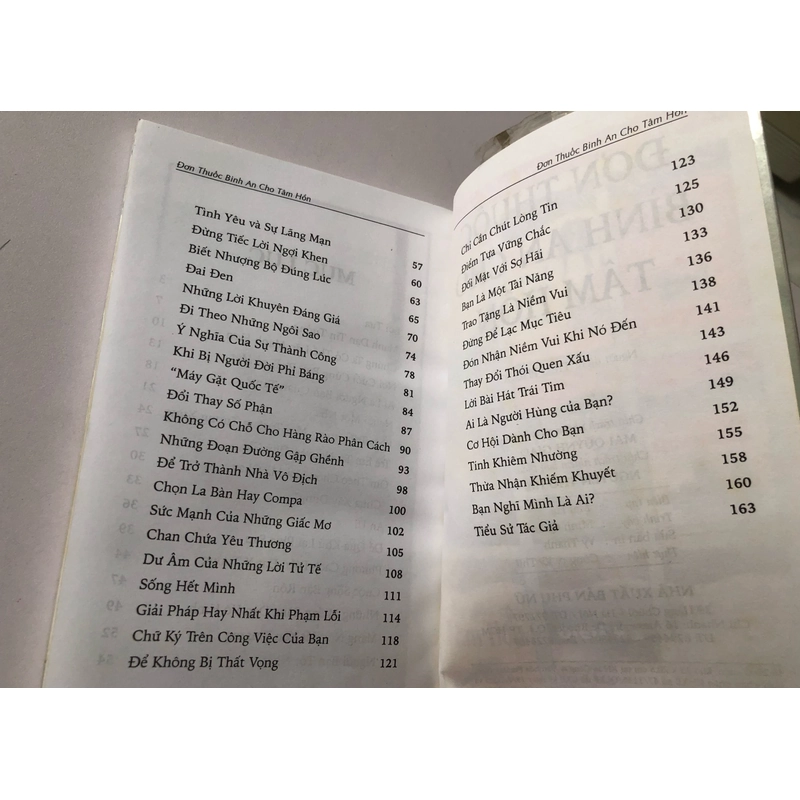 Đơn Thuốc Bình An Cho Tâm Hồn
Tình Yêu và Sự Lãng Mạn 57
Đừng Tiếc Lời Ngợi Khen 60
Biết Nhượng Bộ Đúng Lúc 63
Đai Đen 65
Những Lời Khuyên Đáng Giá 70
Đi Theo Những Ngôi Sao 74
Ý Nghĩa Của Sự Thành Công 78
Khi Bị Người Đời Phỉ Báng 81
"Máy Gặt Quốc Tế" 84
Đổi Thay Số Phận 87
Không Có Chỗ Cho Hàng Rào Phân Cách 90
Những Đoạn Đường Gập Ghềnh 93
Để Trở Thành Nhà Vô Địch 98
Chọn La Bàn Hay Compa 100
Sức Mạnh Của Những Giấc Mơ 102
Chan Chứa Yêu Thương 105
Dư Âm Của Những Lời Tử Tế 108
Sống Hết Mình 111
Giải Pháp Hay Nhất Khi Phạm Lỗi 114
Chữ Ký Trên Công Việc Của Bạn 118
Để Không Bị Thất Vọng 121
Đơn Thuốc Bình An Cho Tâm Hồn
Chỉ Cần Chút Lòng Tin 123
Điểm Tựa Vững Chắc 125
Đối Mặt Với Sợ Hãi 130
Bạn Là Một Tài Năng 133
Trao Tặng Là Niềm Vui 136
Đừng Để Lạc Mục Tiêu 138
Đón Nhận Niềm Vui Khi Nó Đến 141
Thay Đổi Thói Quen Xấu 143
Lời Bài Hát Trái Tim 146
Ai Là Người Hùng của Bạn? 149
Cơ Hội Dành Cho Bạn 152
Tính Khiêm Nhường 155
Thừa Nhận Khiếm Khuyết 158
Bạn Nghĩ Mình Là Ai? 160
Tiểu Sử Tác Giả 163